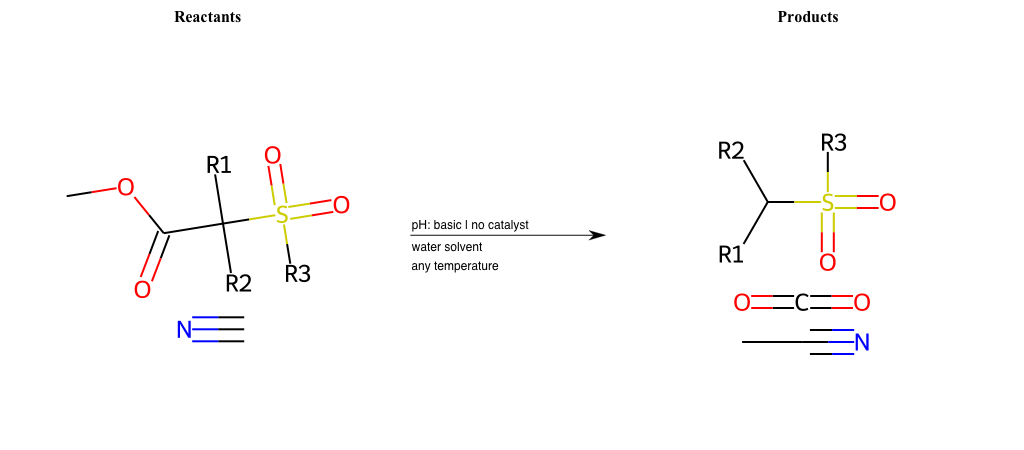 Reactants
Products
R1
O
O
S
O
O
R2
R3
N
pH: basic | no catalyst
water solvent
any temperature
R2
R3
S
O
R1
O
O
C
O
N